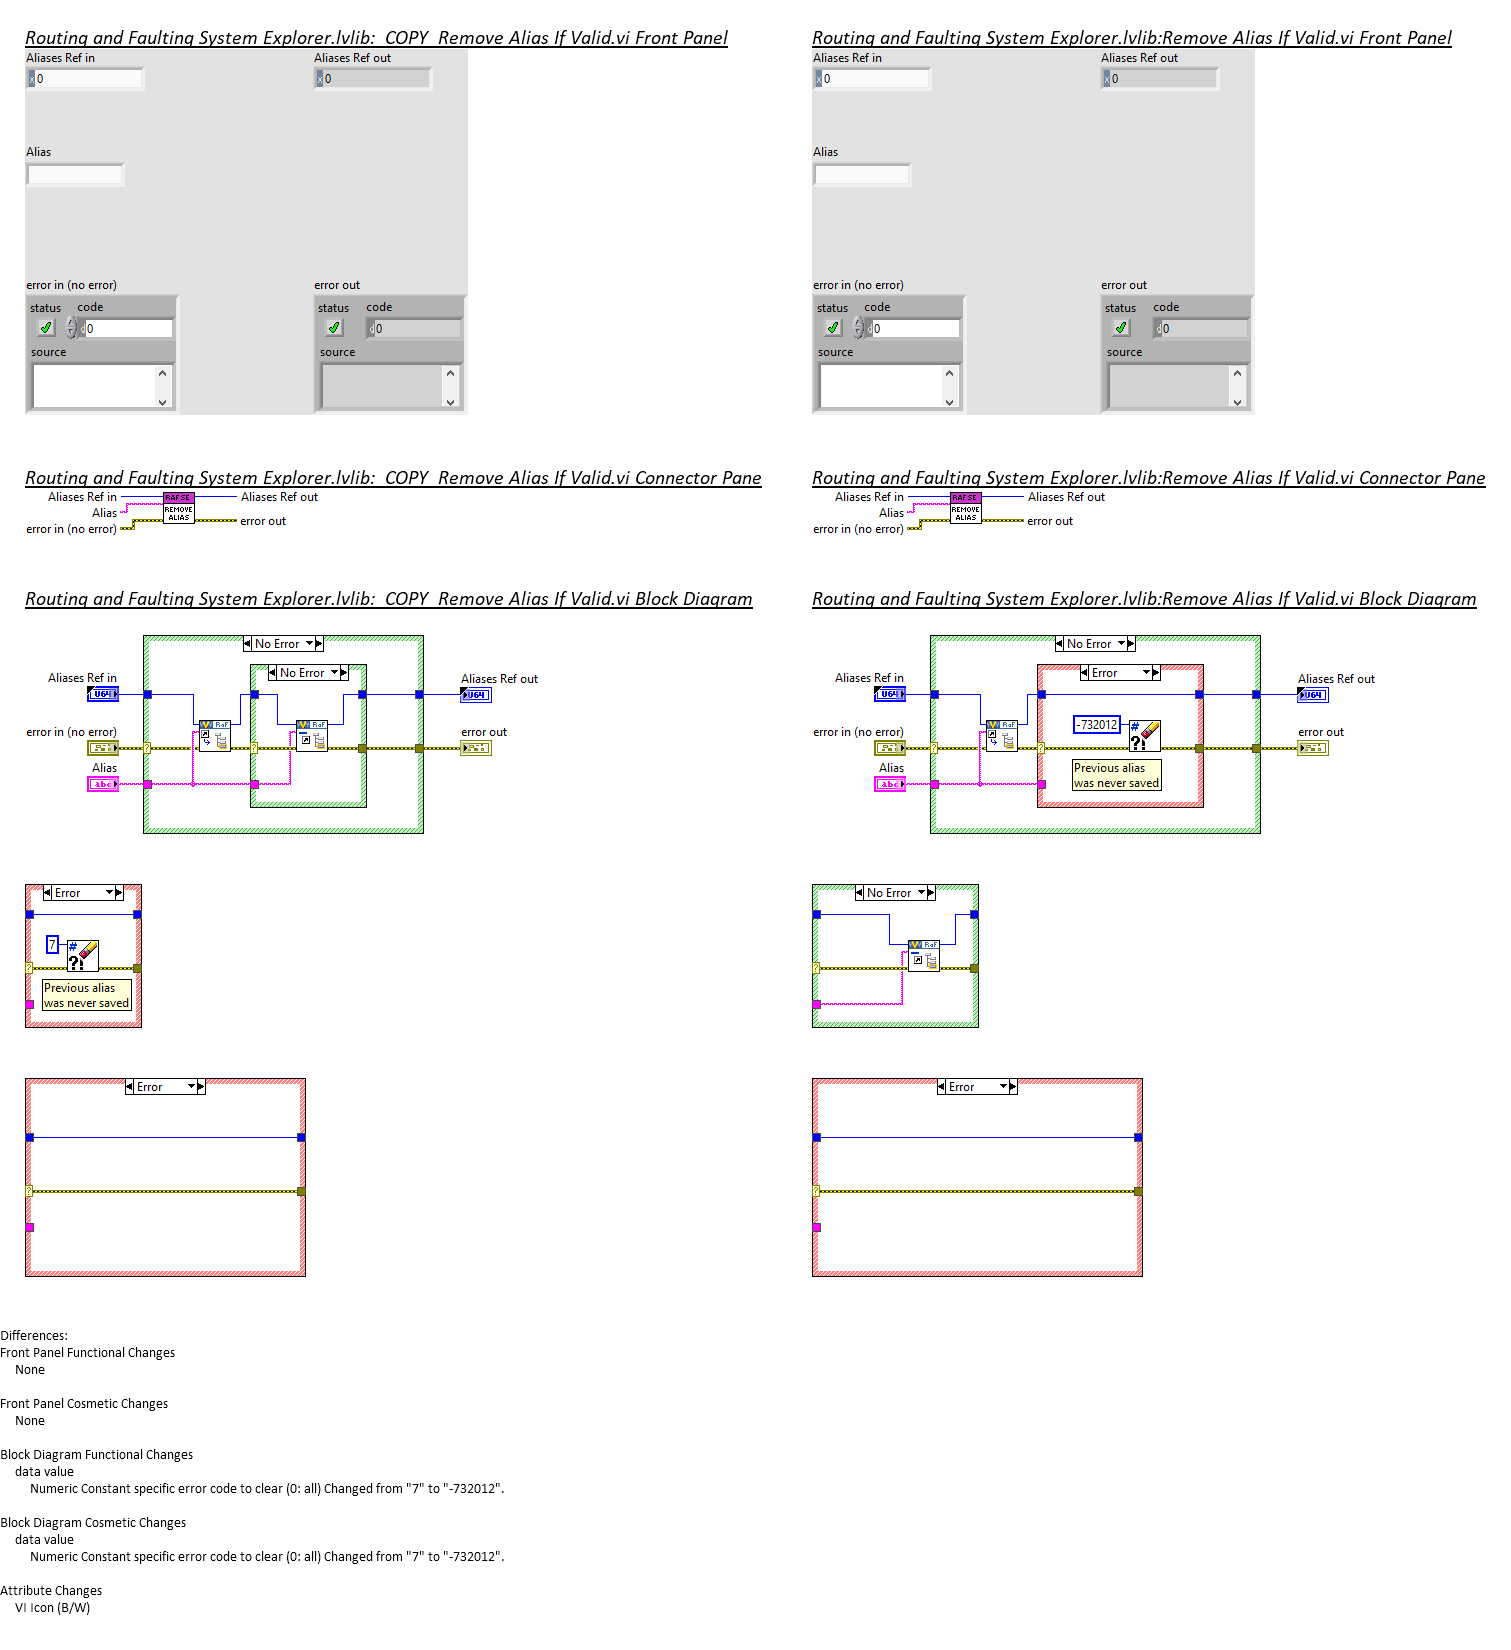 Routing and Faulting System Explorer.lvlib: COPY Remove Alias If Valid.vi Front Panel
Aliases Ref in
Aliases Ref out
x 0
x 0
Alias
error in (no error)
error out
status code
status code
d 0
d 0
source
source
Routing and Faulting System Explorer.lvlib:Remove Alias If Valid.vi Front Panel
Aliases Ref in
Aliases Ref out
x 0
x 0
Alias
error in (no error)
error out
status code
status code
d 0
d 0
source
source
Routing and Faulting System Explorer.lvlib: COPY Remove Alias If Valid.vi Connector Pane
Aliases Ref in
RAF SE
Aliases Ref out
Alias
REMOVE
ALIAS
error in (no error)
error out
Routing and Faulting System Explorer.lvlib:Remove Alias If Valid.vi Connector Pane
Aliases Ref in
RAF SE
Aliases Ref out
Alias
REMOVE
ALIAS
error in (no error)
error out
Routing and Faulting System Explorer.lvlib: COPY Remove Alias If Valid.vi Block Diagram
No Error
No Error
Aliases Ref in
U64
Aliases Ref out
U64
error in (no error)
RaF
RaF
error out
?
?
Alias
abc
Error
7
#
?!
?
Previous alias
was never saved
Error
?
Routing and Faulting System Explorer.lvlib:Remove Alias If Valid.vi Block Diagram
No Error
Error
Aliases Ref in
U64
Aliases Ref out
U64
error in (no error)
RaF
-732012
#
?!
error out
?
?
Alias
abc
Previous alias
was never saved
No Error
RaF
?
Error
?
Differences:
Front Panel Functional Changes
None
Front Panel Cosmetic Changes
None
Block Diagram Functional Changes
data value
Numeric Constant specific error code to clear (0: all) Changed from "7" to "-732012".
Block Diagram Cosmetic Changes
data value
Numeric Constant specific error code to clear (0: all) Changed from "7" to "-732012".
Attribute Changes
VI Icon (B/W)